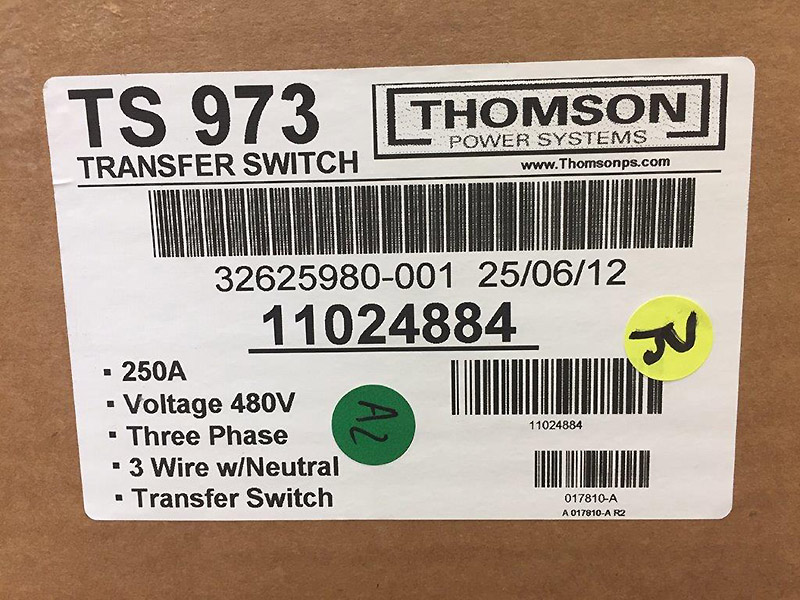 TS 973
TRANSFER SWITCH
THOMSON
POWER SYSTEMS
www.Thomsonps.com
32625980-001 25/06/12
11024884
▪ 250A
▪ Voltage 480V
▪ Three Phase
▪ 3 Wire w/Neutral
▪ Transfer Switch
A2
11024884
017810-A
A 017810-A R2